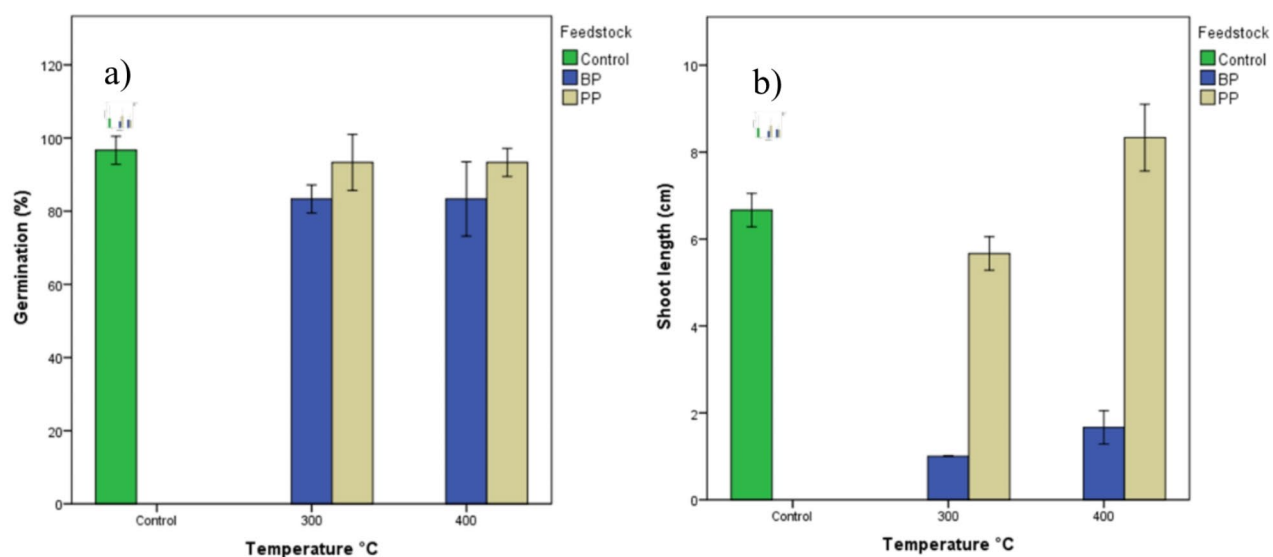 a)
Germination (%)
120
100
80
60
40
20
0
Control
300
400
Temperature °C
Feedstock
Control
BP
PP
b)
Shoot length (cm)
10
8
6
4
2
0
Control
300
400
Temperature °C
Feedstock
Control
BP
PP